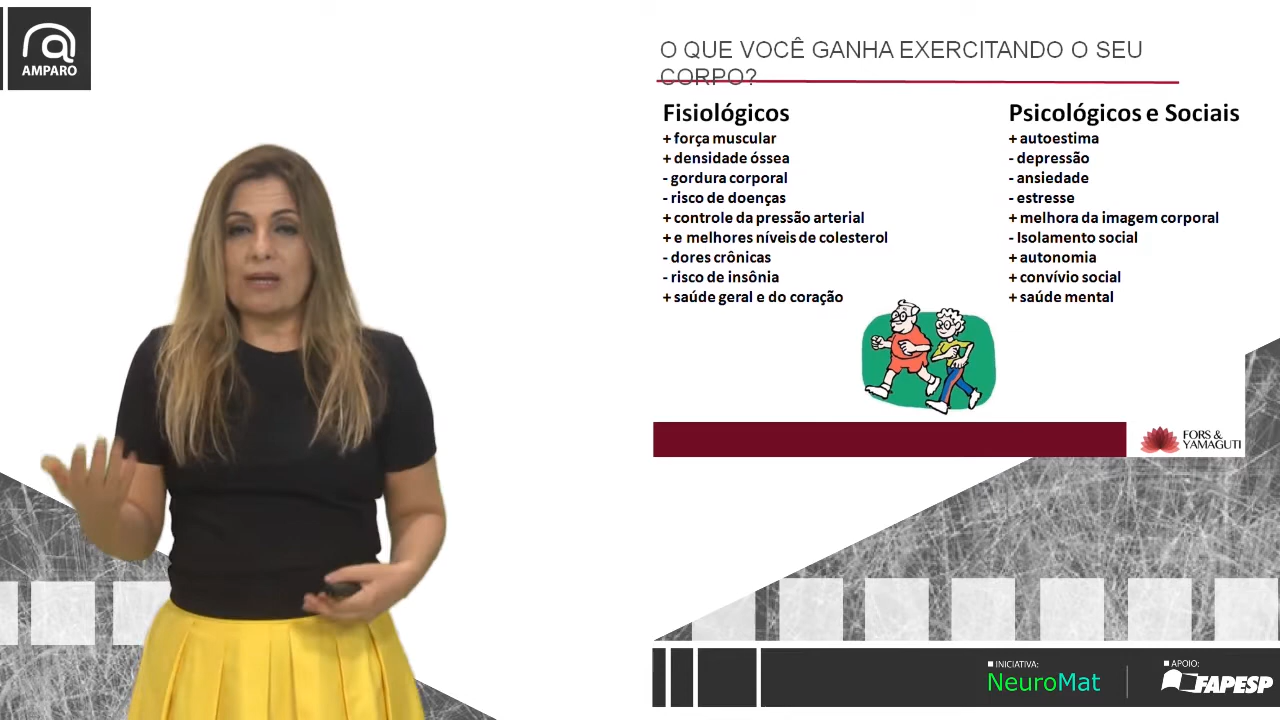 AMPARO
O QUE VOCÊ GANHA EXERCITANDO O SEU
CORPO?
Fisiológicos
+ força muscular
+ densidade óssea
- gordura corporal
- risco de doenças
+ controle da pressão arterial
+ e melhores níveis de colesterol
- dores crônicas
- risco de insônia
+ saúde geral e do coração
Psicológicos e Sociais
+ autoestima
- depressão
- ansiedade
- estresse
+ melhora da imagem corporal
- Isolamento social
+ autonomia
+ convívio social
+ saúde mental
FORS &
YAMAGUTI
INICIATIVA:
NeuroMat
APOIO:
FAPESP